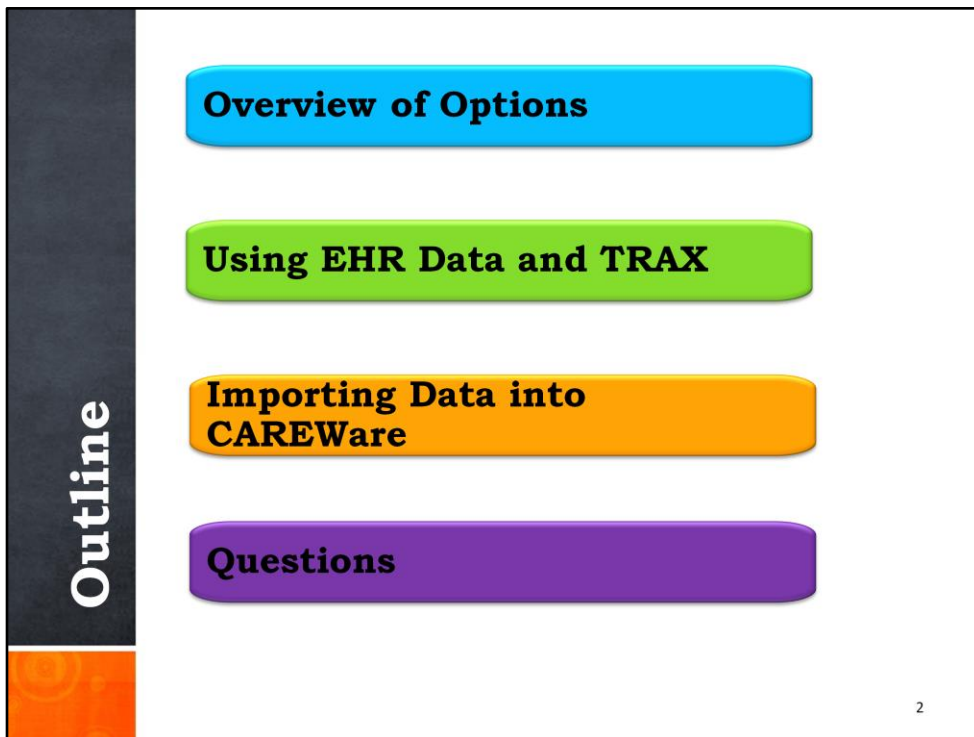 Outline
Overview of Options
Using EHR Data and TRAX
Importing Data into
CAREWare
Questions
2